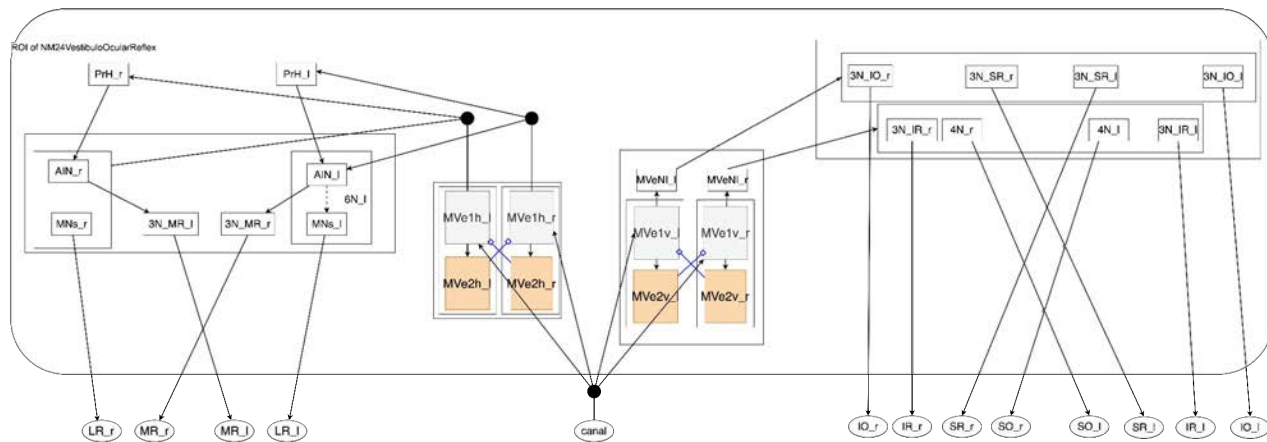 ROI of NM24VestibuloOcularReflex
PrH_r
PrH_l
3N_IO_r
3N_SR_r
3N_SR_l
3N_IO_l
3N_IR_r
4N_r
4N_l
3N_IR_l
AIN_r
AIN_l
6N_l
MNs_r
3N_MR_l
3N_MR_r
MNs_l
MVeNI_l
MVeNI_r
MVe1h_l
MVe1h_r
MVe1v_l
MVe1v_r
MVe2h_l
MVe2h_r
MVe2v_l
MVe2v_r
LR_r
MR_r
MR_l
LR_l
canal
IO_r
IR_r
SR_r
SO_r
SO_l
SR_l
IR_l
IO_l